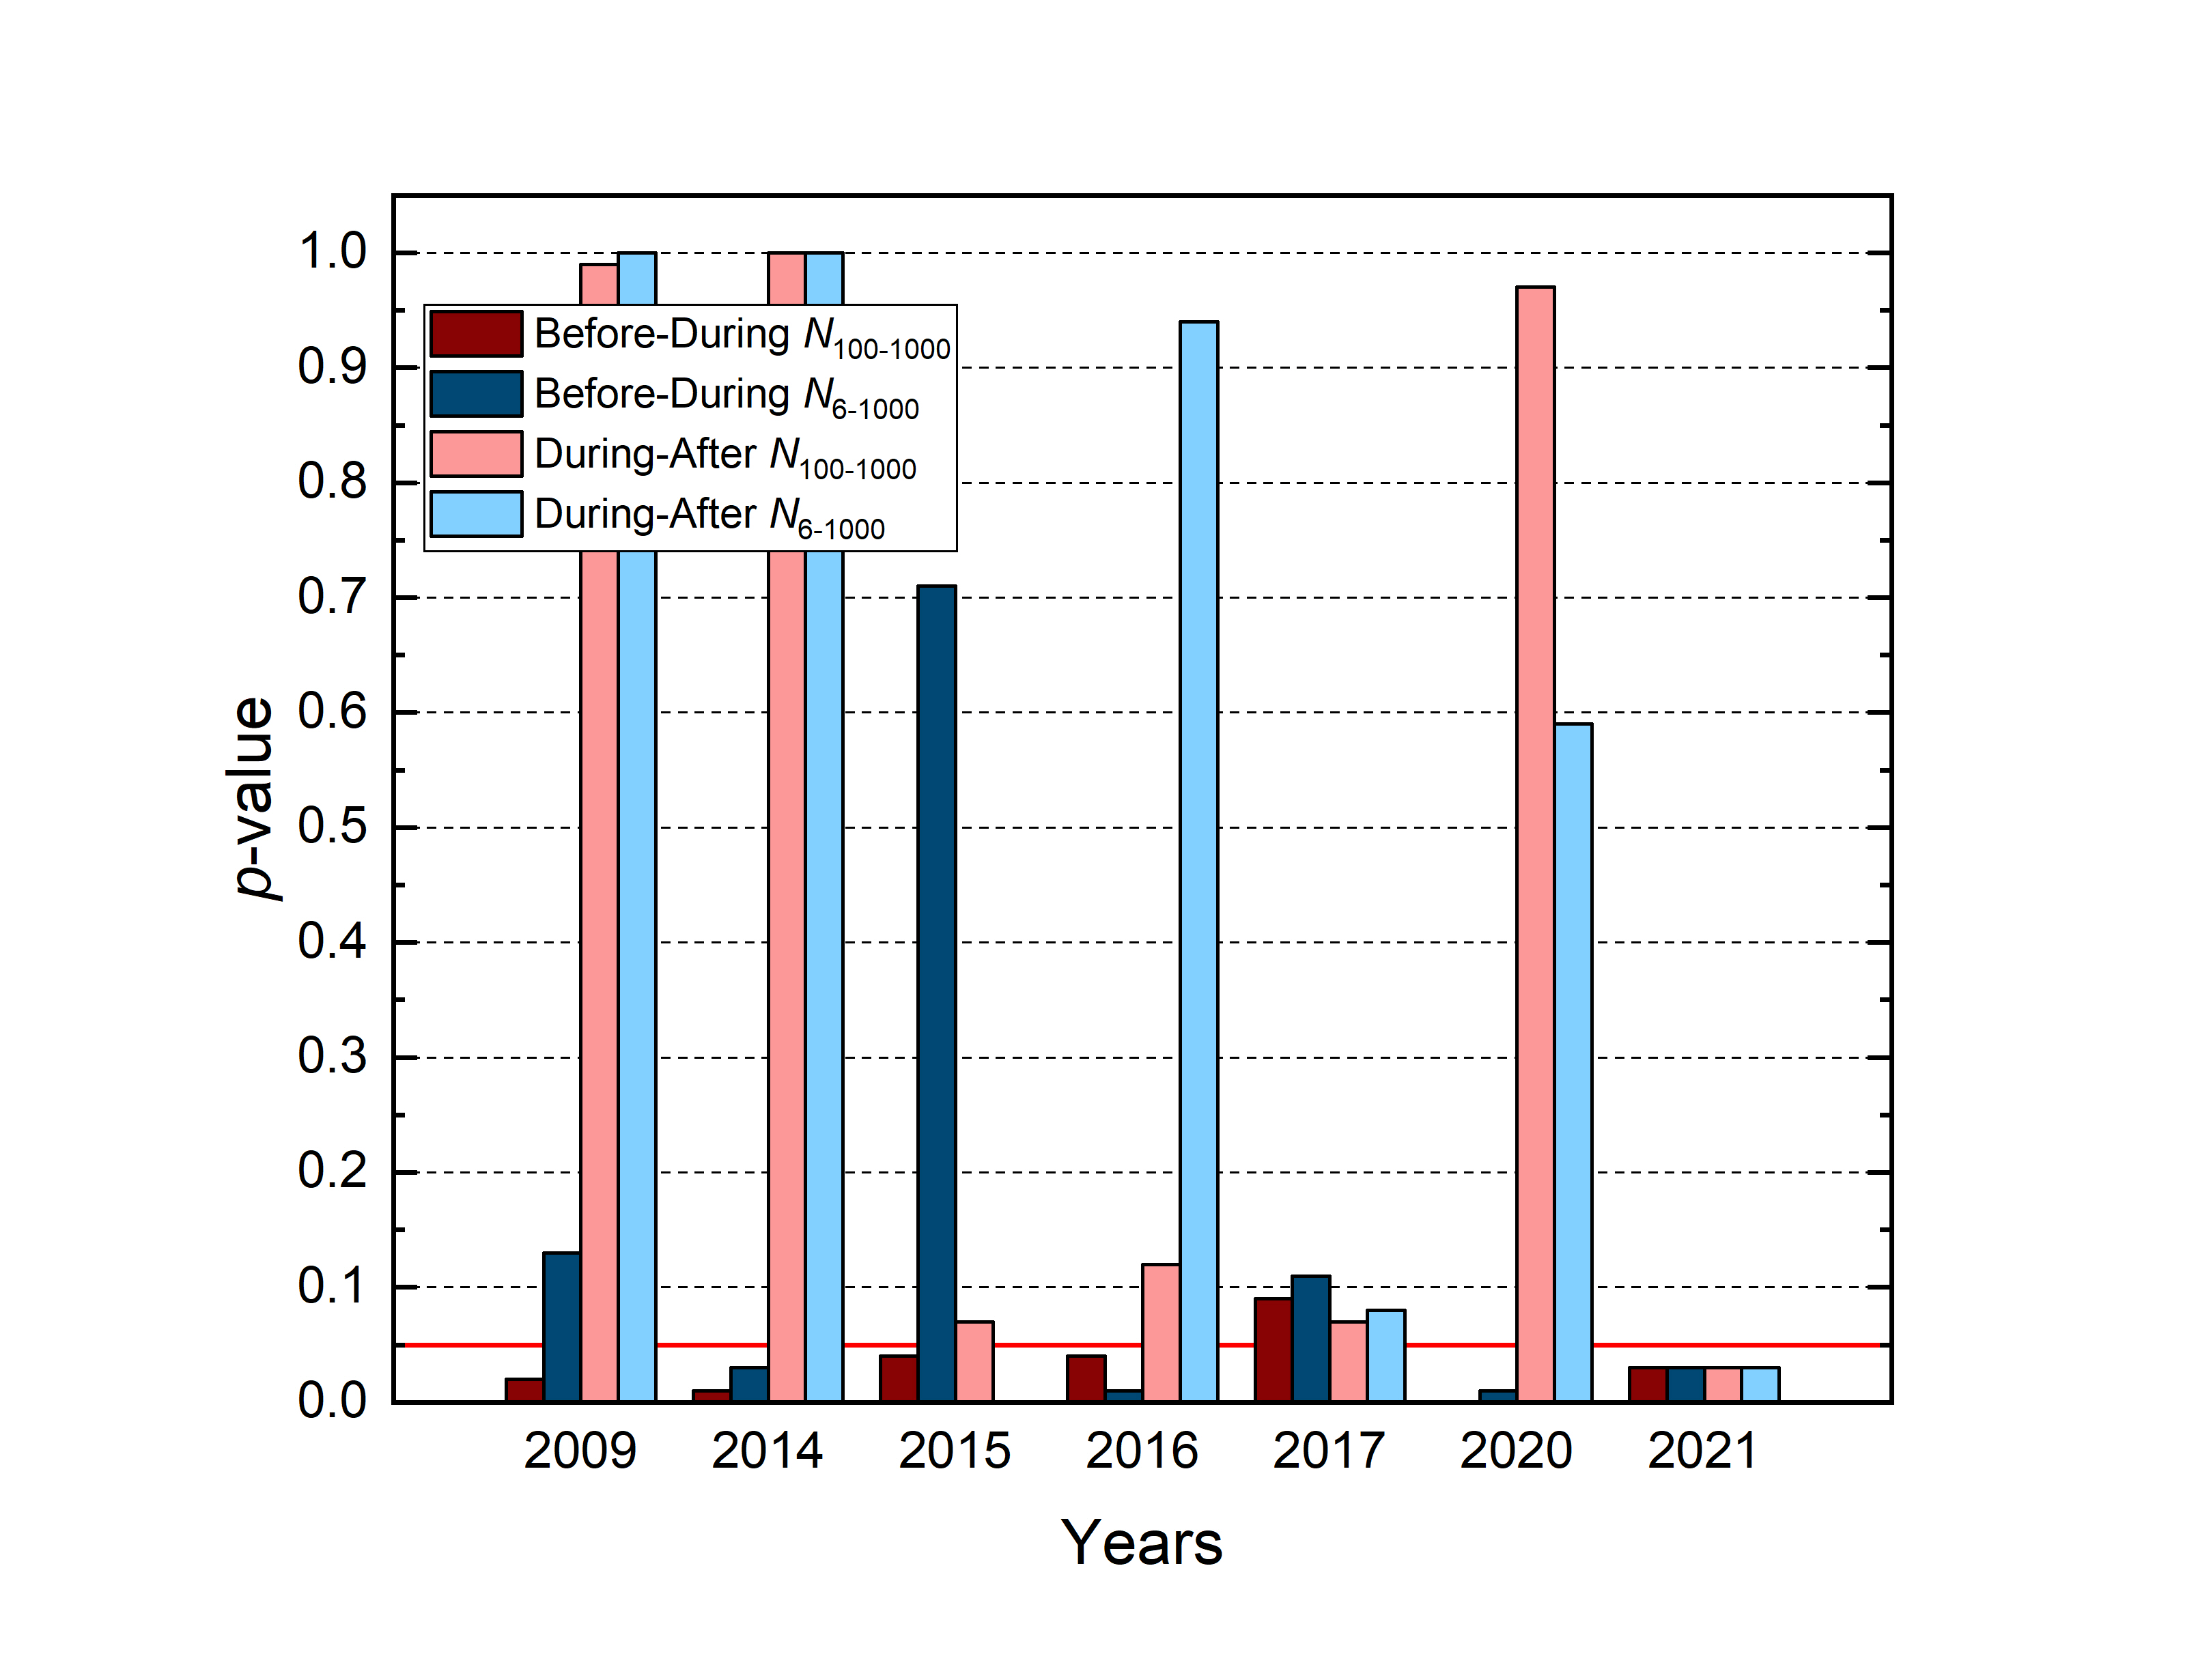 1.0
0.9
0.8
0.7
0.6
0.5
0.4
0.3
0.2
0.1
0.0
p-value
Before-During N100-1000
Before-During N6-1000
During-After N100-1000
During-After N6-1000
2009 2014 2015 2016 2017 2020 2021
Years